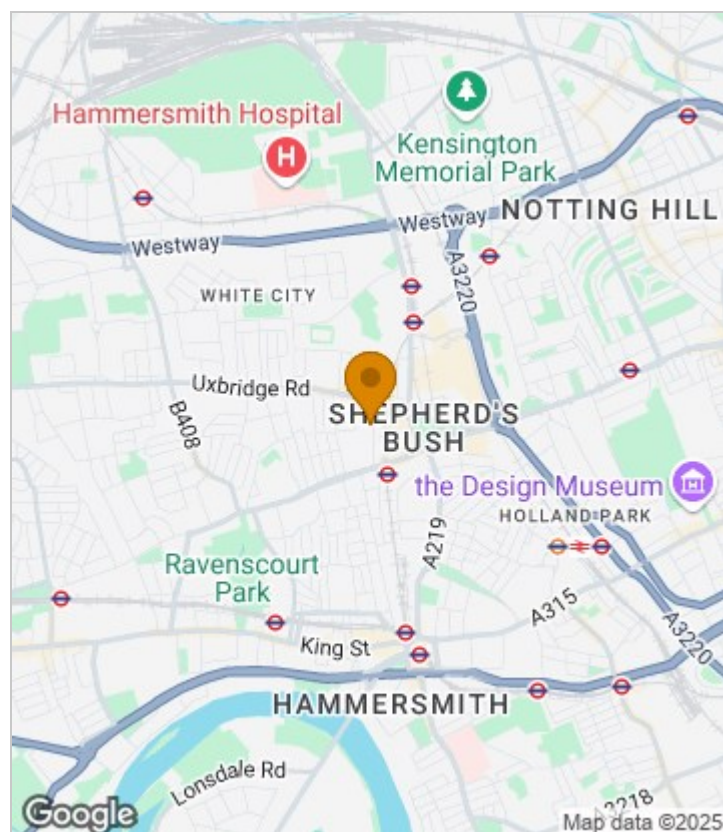 Hammersmith Hospital
H
Kensington
Memorial Park
Westway
Westway
NOTTING HILL
A3220
WHITE CITY
Uxbridge Rd
B408
SHEPHERD'S
BUSH
the Design Museum
HOLLAND PARK
A219
Ravenscourt
Park
A315
King St
A3220
HAMMERSMITH
Lonsdale Rd
A3218
Google
Map data ©2025